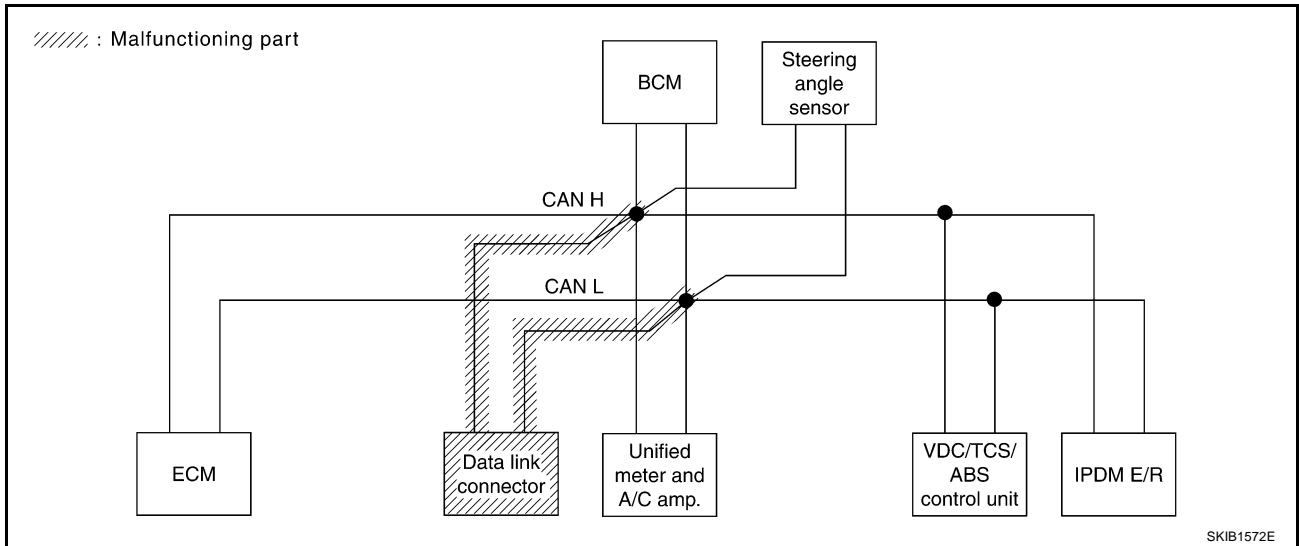 : Malfunctioning part
BCM
Steering
angle
sensor
CAN H
CAN L
ECM
Data link
connector
Unified
meter and
A/C amp.
VDC/TCS/
ABS
control unit
IPDM E/R
SKIB1572E